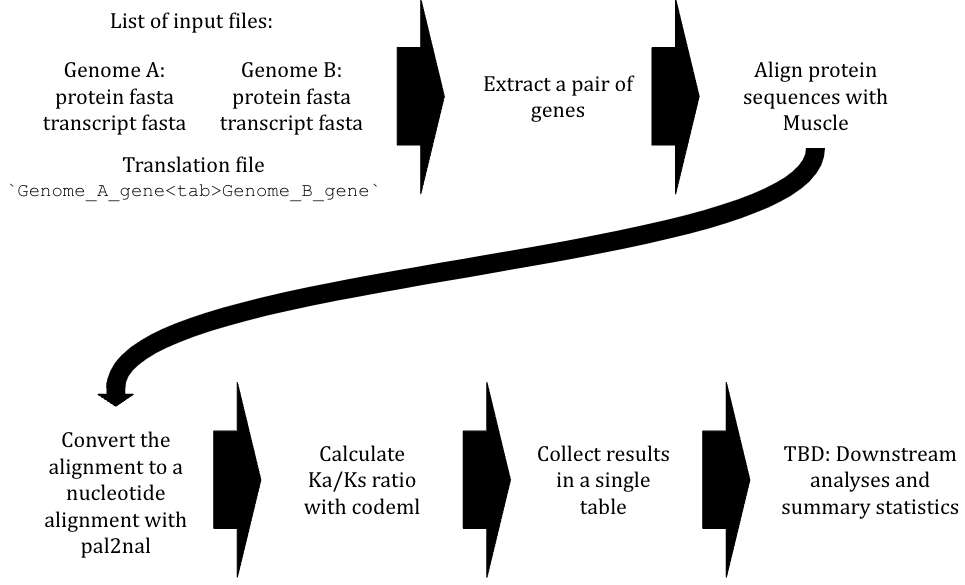 List of input files:
Genome A:
protein fasta
transcript fasta
Genome B:
protein fasta
transcript fasta
Translation file
`Genome_A_gene<tab>Genome_B_gene`
Extract a pair of
genes
Align protein
sequences with
Muscle
Convert the
alignment to a
nucleotide
alignment with
pal2nal
Calculate
Ka/Ks ratio
with codeml
Collect results
in a single
table
TBD: Downstream
analyses and
summary statistics